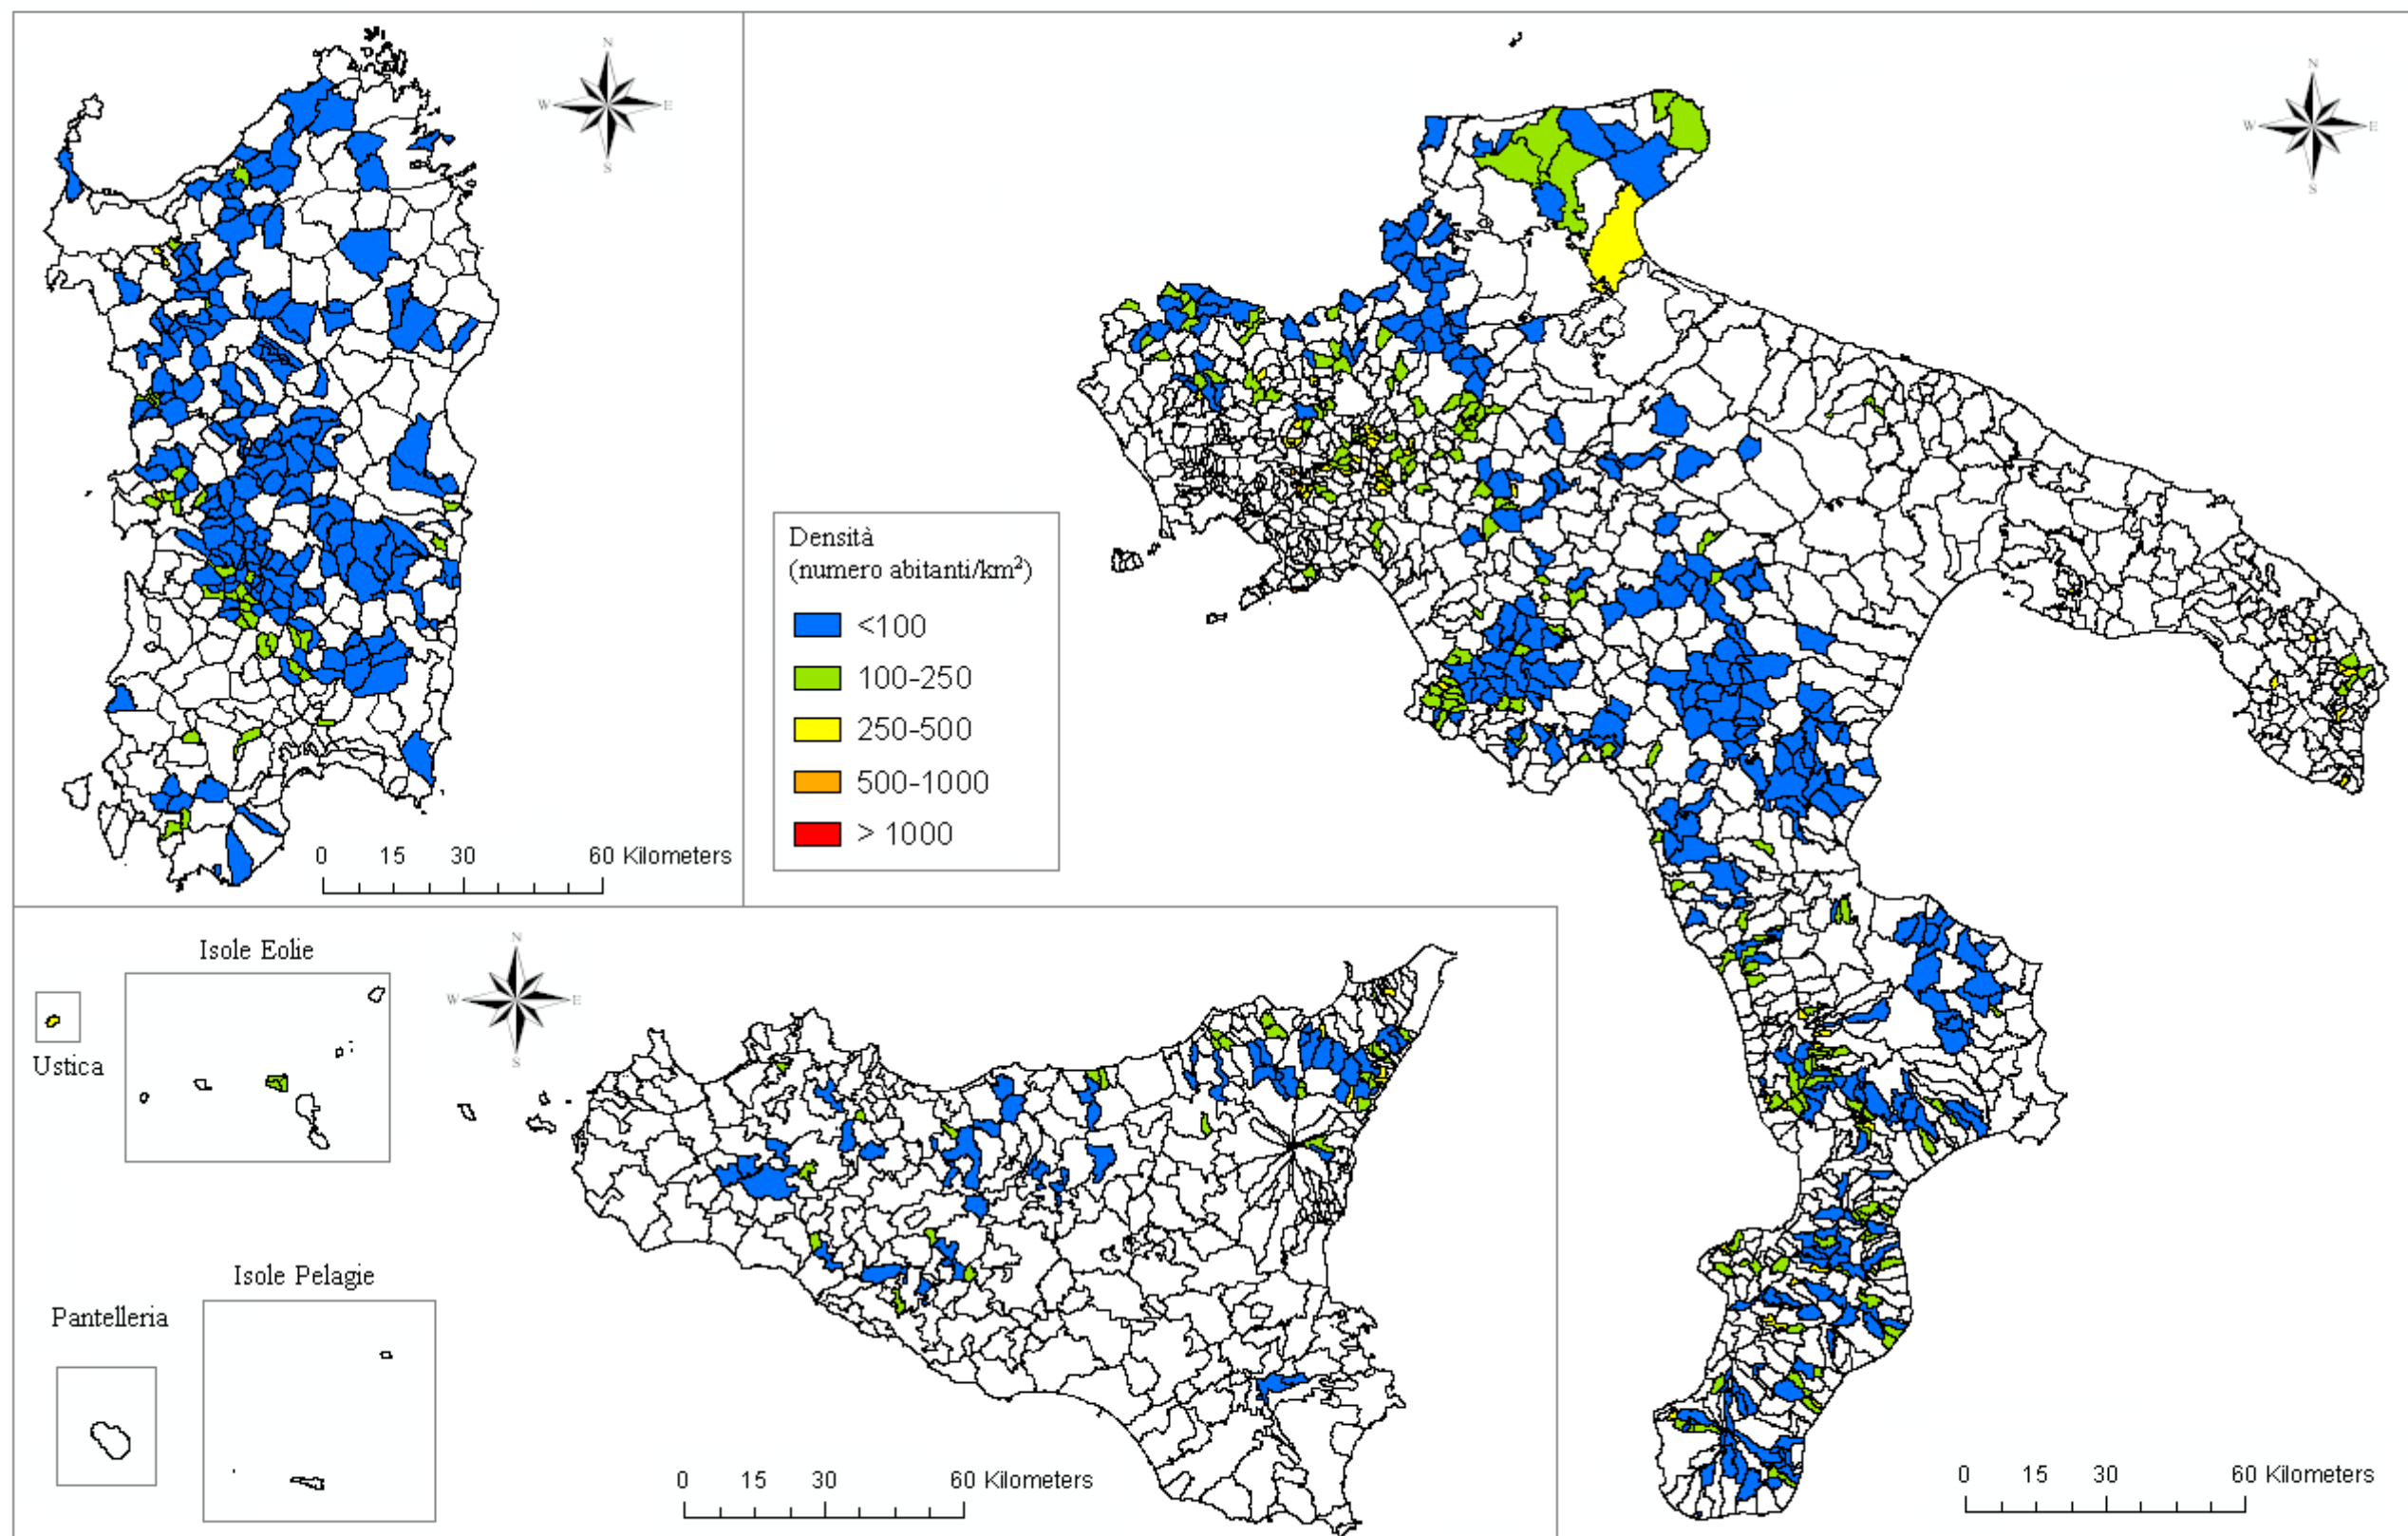 N
W E
S
N
W E
S
Densità
(numero abitanti/km²)
<100
100-250
250-500
500-1000
> 1000
0 15 30 60 Kilometers
Isole Eolie
Ustica
N
W E
S
Isole Pelagie
Pantelleria
0 15 30 60 Kilometers
0 15 30 60 Kilometers